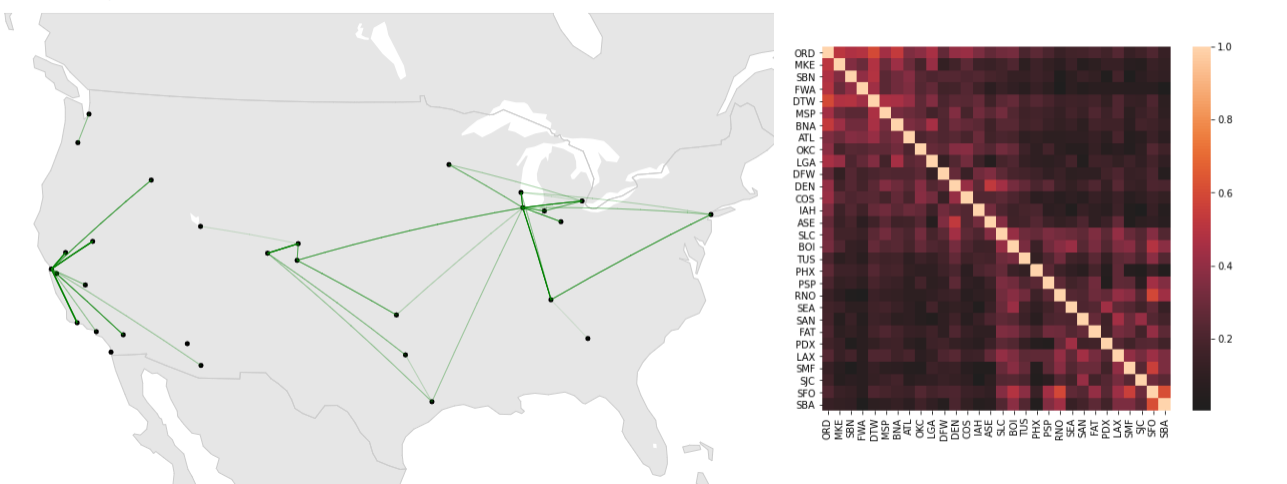 ORD
MKE
SBN
FWA
DTW
MSP
BNA
ATL
OKC
LGA
DFW
DEN
COS
IAH
ASE
SLC
BOI
TUS
PHX
PSP
RNO
SEA
SAN
FAT
PDX
LAX
SMF
SJC
SFO
SBA
ORD MKE SBN FWA DTW MSP BNA ATL OKC LGA DFW DEN COS IAH ASE SLC BOI TUS PHX PSP RNO SEA SAN FAT PDX LAX SMF SJC SFO SBA
1.0
0.8
0.6
0.4
0.2